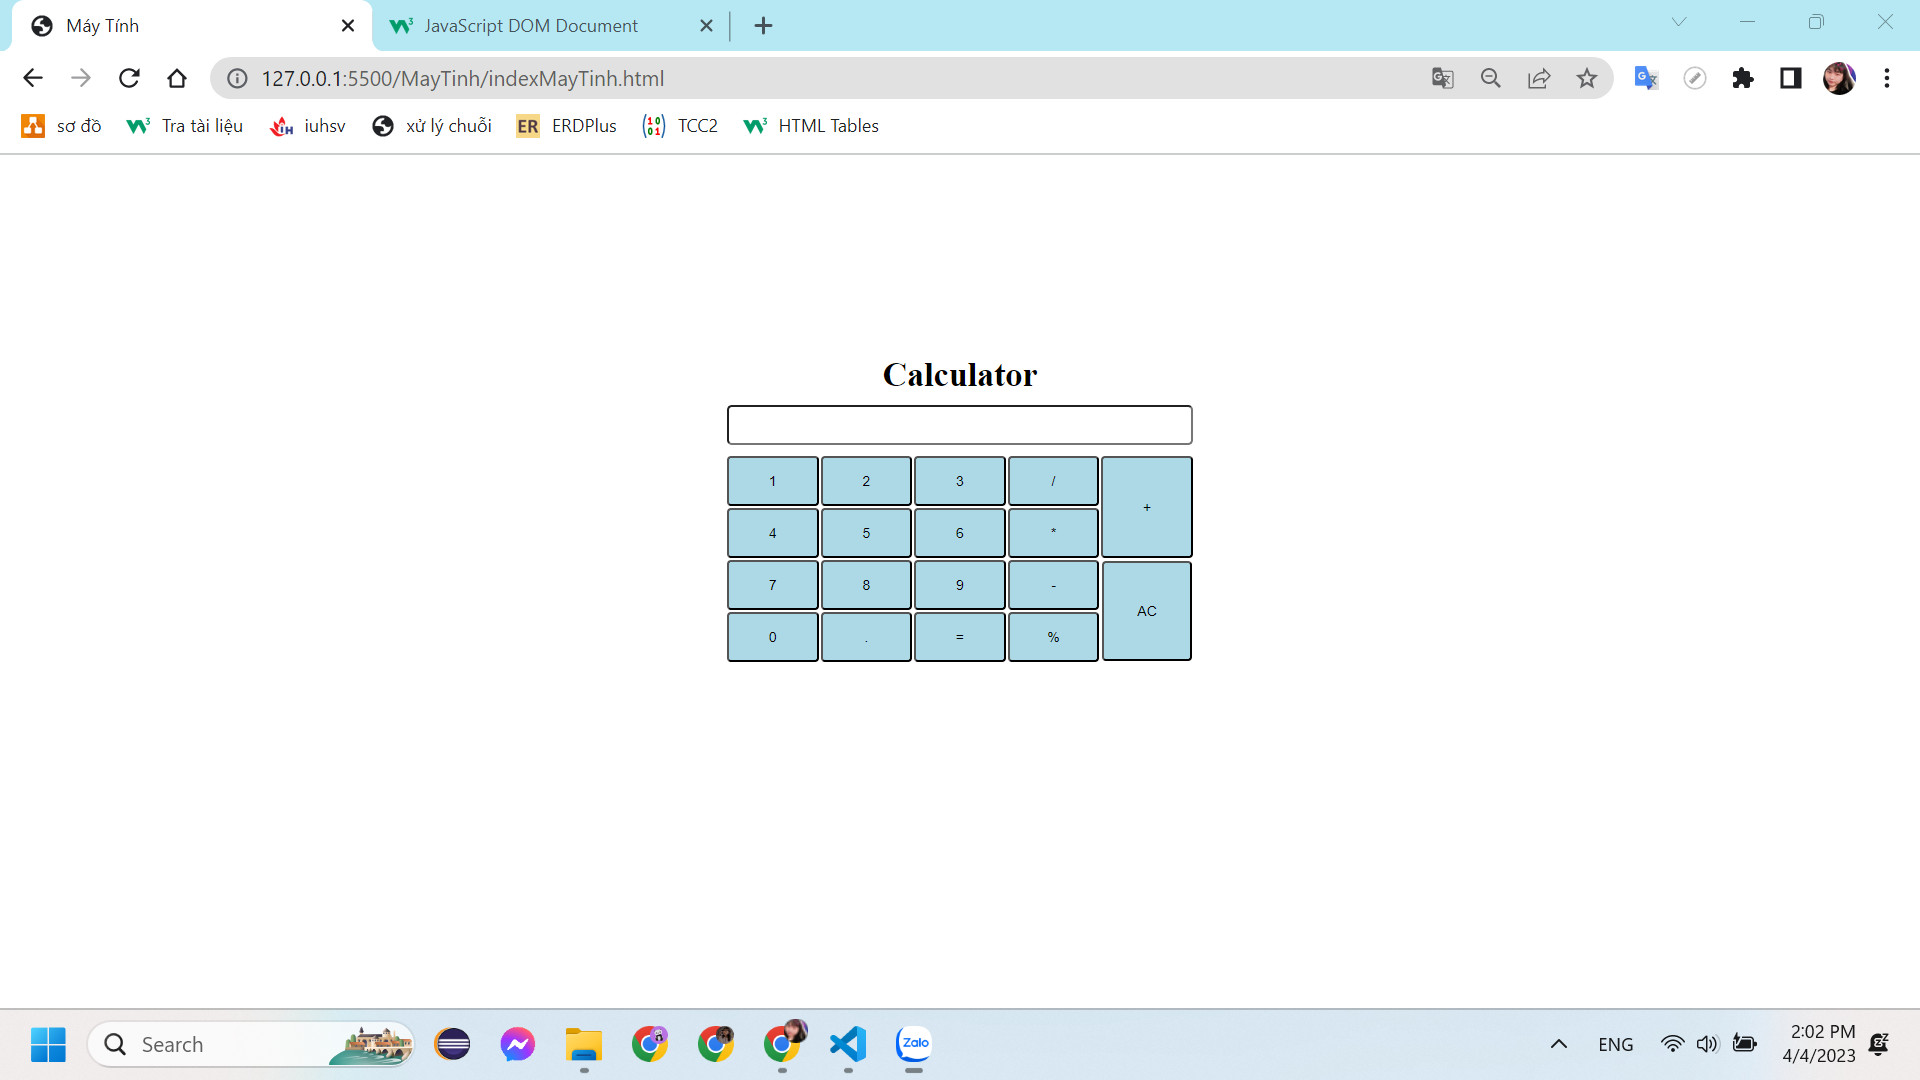 Máy Tính
JavaScript DOM Document
127.0.0.1:5500/MayTinh/indexMayTinh.html
sơ đồ Tra tài liệu iuhsv xử lý chuỗi ER ERDPlus TCC2 HTML Tables
Calculator
1 2 3 / +
4 5 6 *
7 8 9 - AC
0 . = %
Search Zalo ENG 2:02 PM
4/4/2023